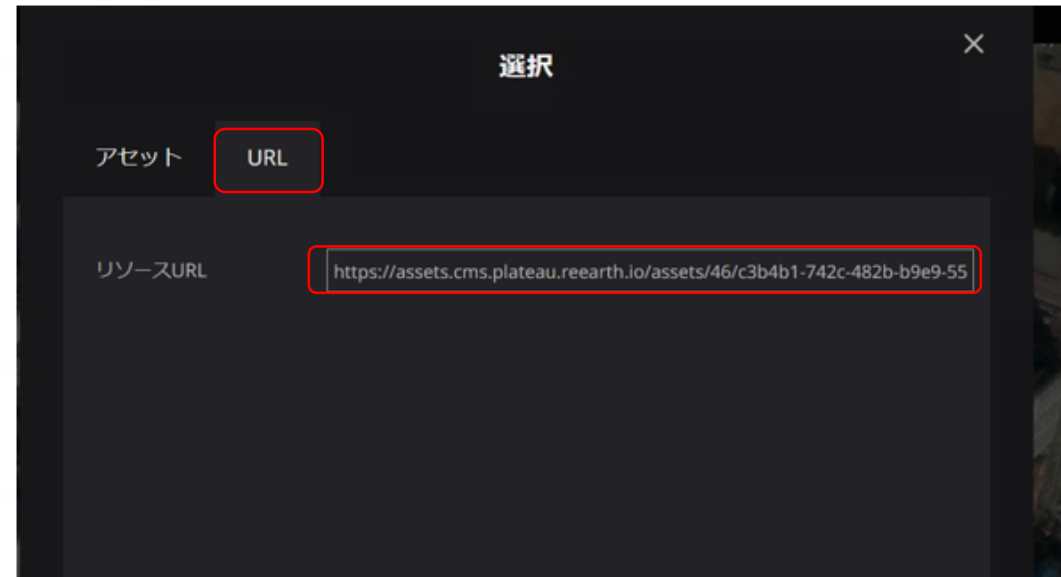 選択
アセット URL
リソースURL https://assets.cms.plateau.reearth.io/assets/46/c3b4b1-742c-482b-b9e9-55